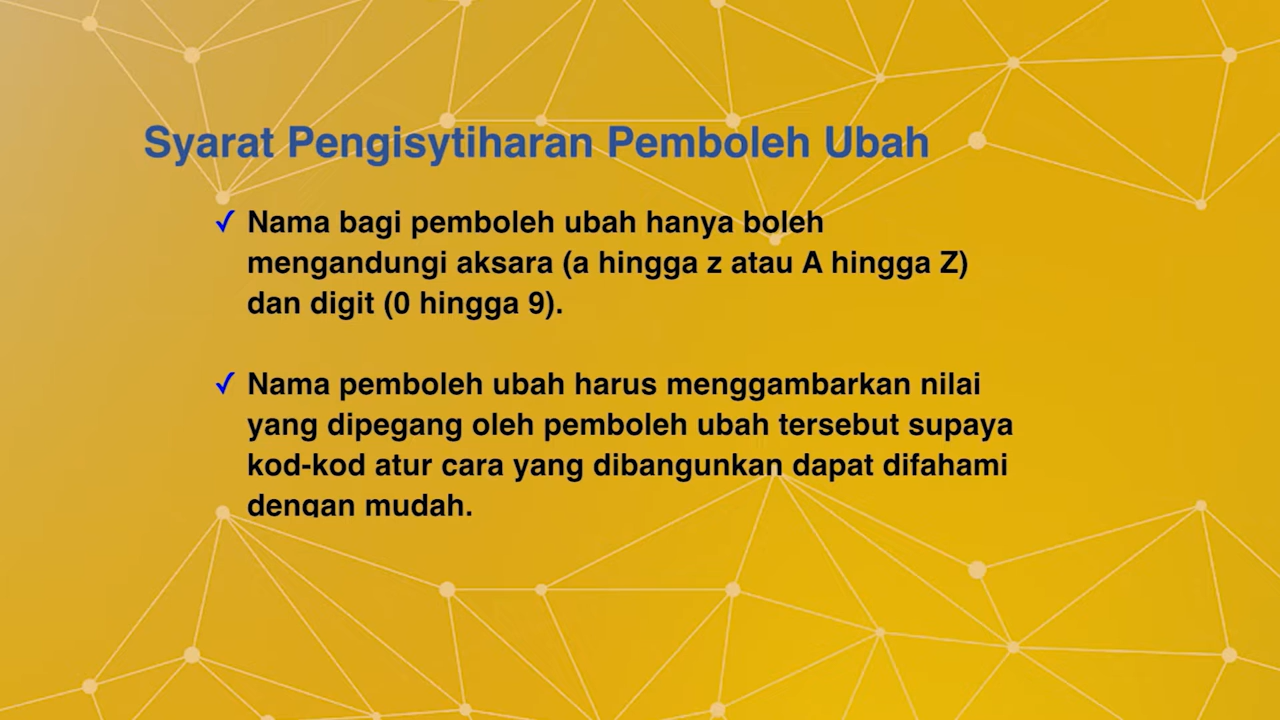 Syarat Pengisytiharan Pemboleh Ubah
✓ Nama bagi pemboleh ubah hanya boleh
mengandungi aksara (a hingga z atau A hingga Z)
dan digit (0 hingga 9).
✓ Nama pemboleh ubah harus menggambarkan nilai
yang dipegang oleh pemboleh ubah tersebut supaya
kod-kod atur cara yang dibangunkan dapat difahami
dengan mudah.